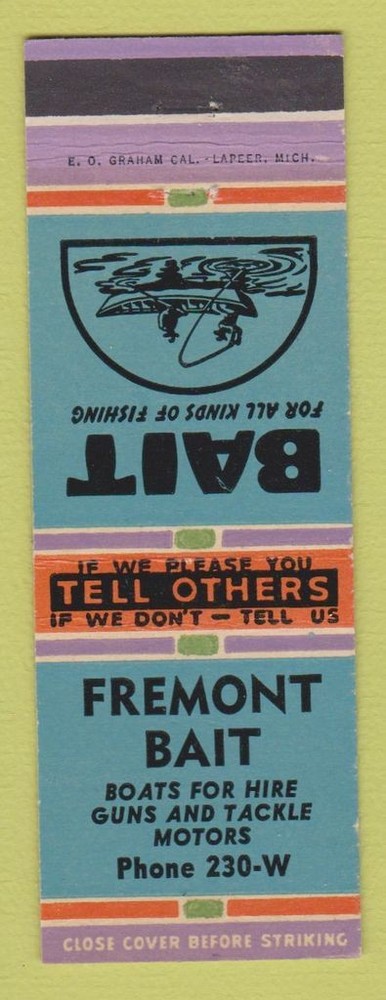 E. O. GRAHAM CAL. - LAPEER, MICH.
BAIT
FOR ALL KINDS OF FISHING
IF WE PLEASE YOU
TELL OTHERS
IF WE DON'T — TELL US
FREMONT
BAIT
BOATS FOR HIRE
GUNS AND TACKLE
MOTORS
Phone 230-W
CLOSE COVER BEFORE STRIKING